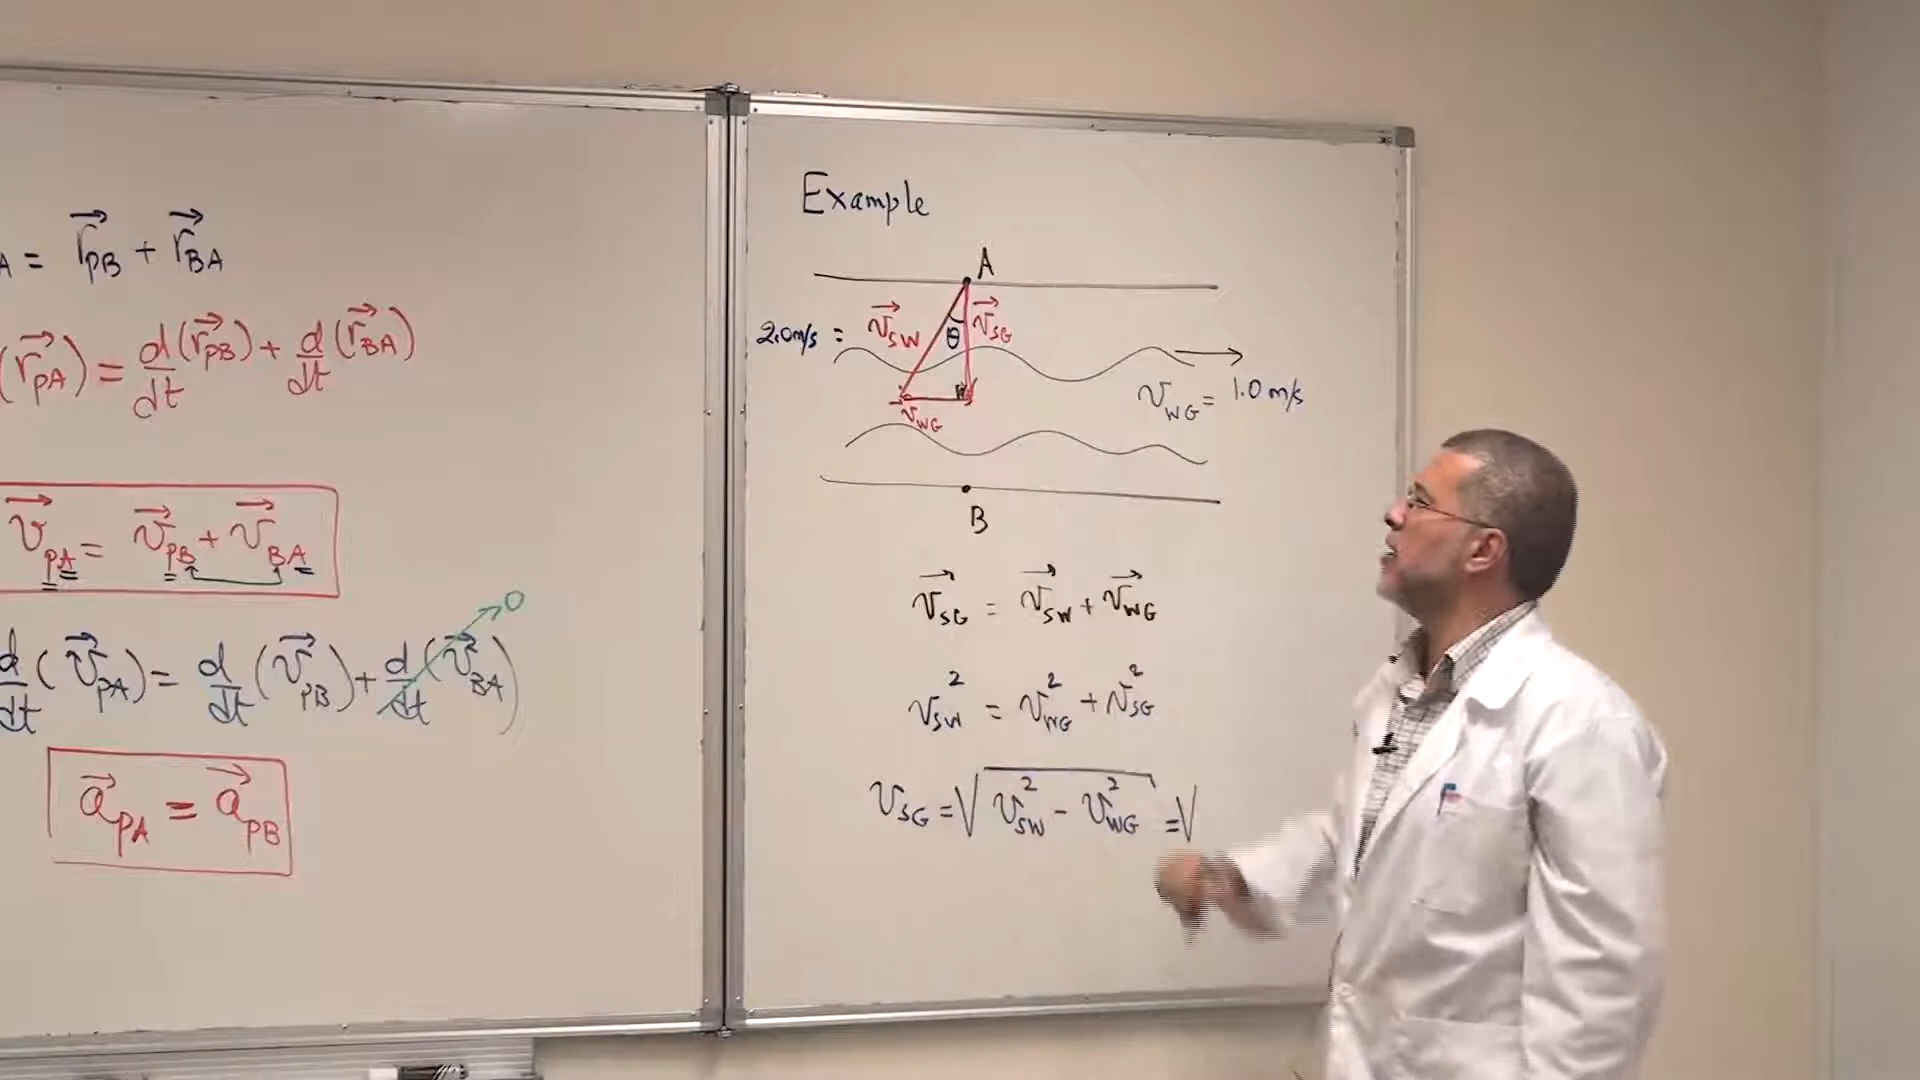 A = r⃗PB + r⃗BA
(r⃗PA) = d/dt (r⃗PB) + d/dt (r⃗BA)
v⃗PA = v⃗PB + v⃗BA
d/dt (v⃗PA) = d/dt (v⃗PB) + d/dt (v⃗BA) → 0
a⃗PA = a⃗PB
Example
A
2.0 m/s = v⃗SW θ v⃗SG
vWG = 1.0 m/s
vWG
B
v⃗SG = v⃗SW + v⃗WG
vSW² = vWG² + vSG²
vSG = √(vSW² - vWG²) = √